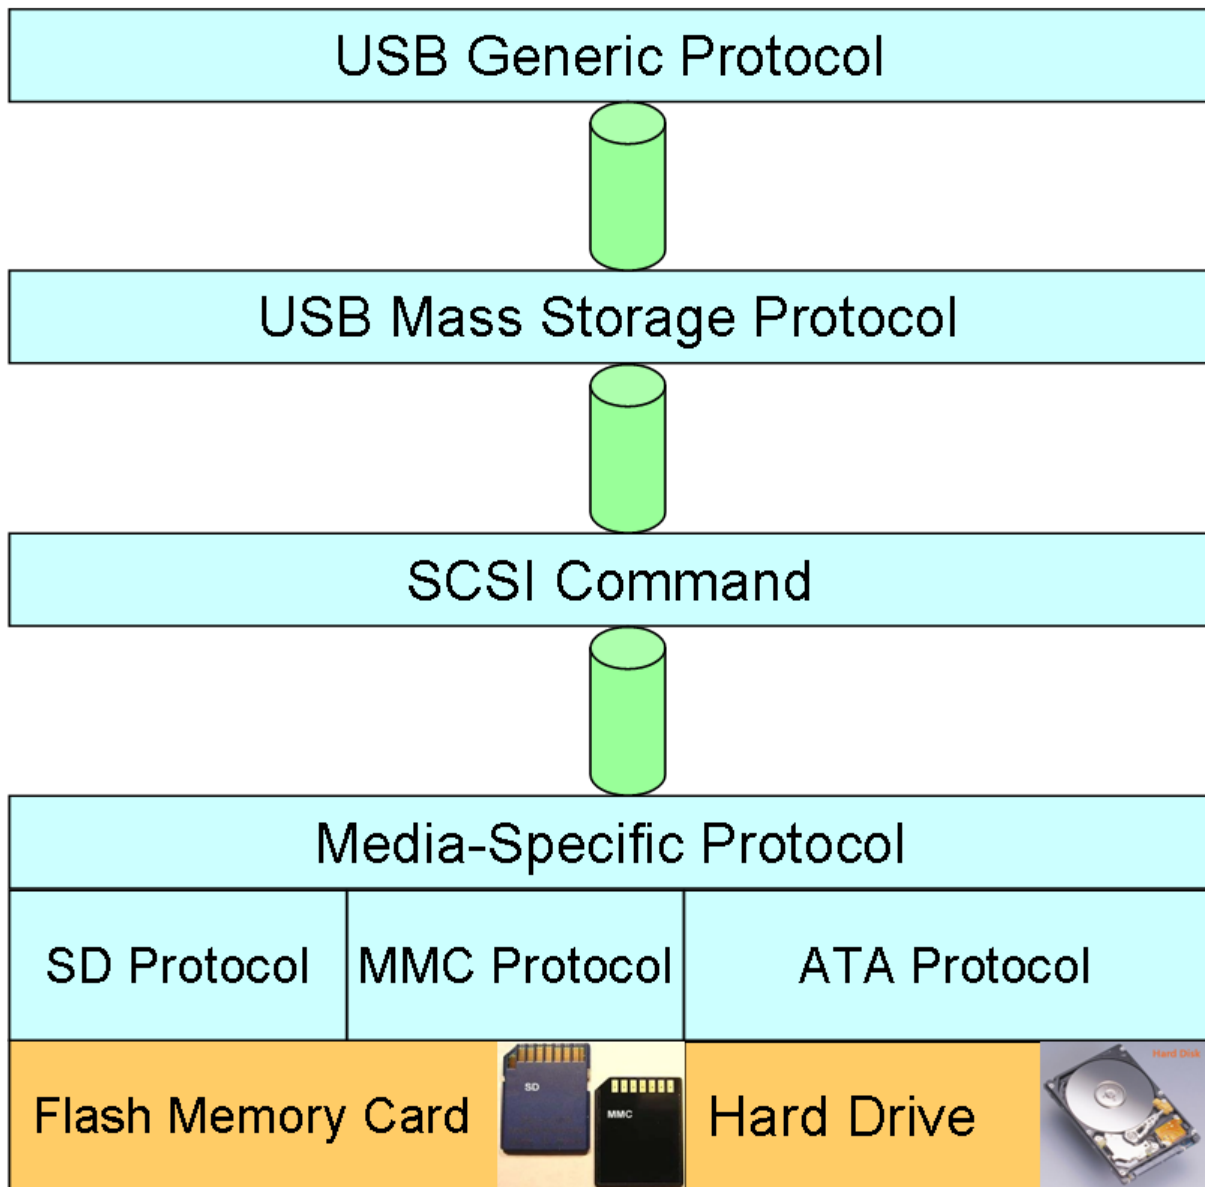 USB Generic Protocol
USB Mass Storage Protocol
SCSI Command
Media-Specific Protocol
SD Protocol
MMC Protocol
ATA Protocol
Flash Memory Card
SD
MMC
Hard Drive
Hard Disk